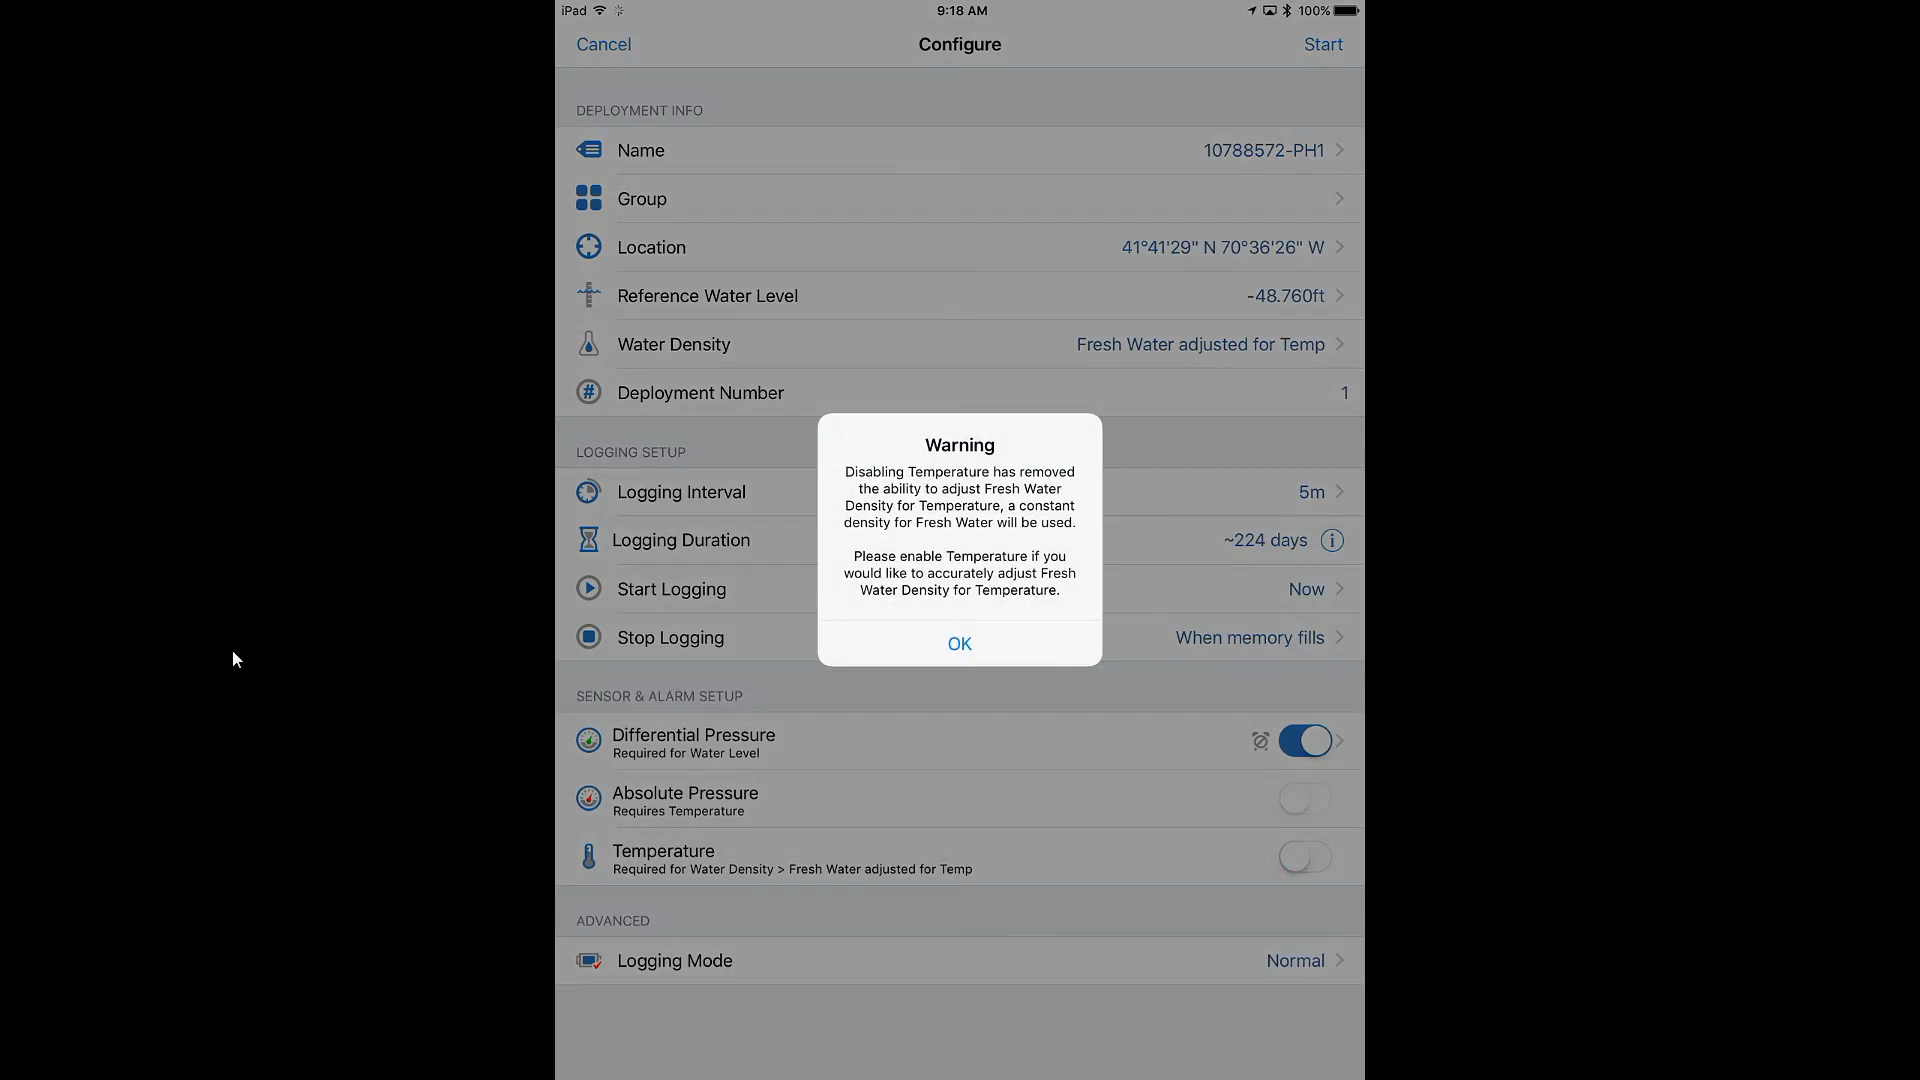 iPad 9:18 AM 100%
Cancel Configure Start
DEPLOYMENT INFO
Name 10788572-PH1
Group
Location 41°41'29" N 70°36'26" W
Reference Water Level -48.760ft
Water Density Fresh Water adjusted for Temp
# Deployment Number 1
LOGGING SETUP
Logging Interval 5m
Logging Duration ~224 days i
Start Logging Now
Stop Logging When memory fills
Warning
Disabling Temperature has removed
the ability to adjust Fresh Water
Density for Temperature, a constant
density for Fresh Water will be used.
Please enable Temperature if you
would like to accurately adjust Fresh
Water Density for Temperature.
OK
SENSOR & ALARM SETUP
Differential Pressure
Required for Water Level
Absolute Pressure
Requires Temperature
Temperature
Required for Water Density > Fresh Water adjusted for Temp
ADVANCED
Logging Mode Normal